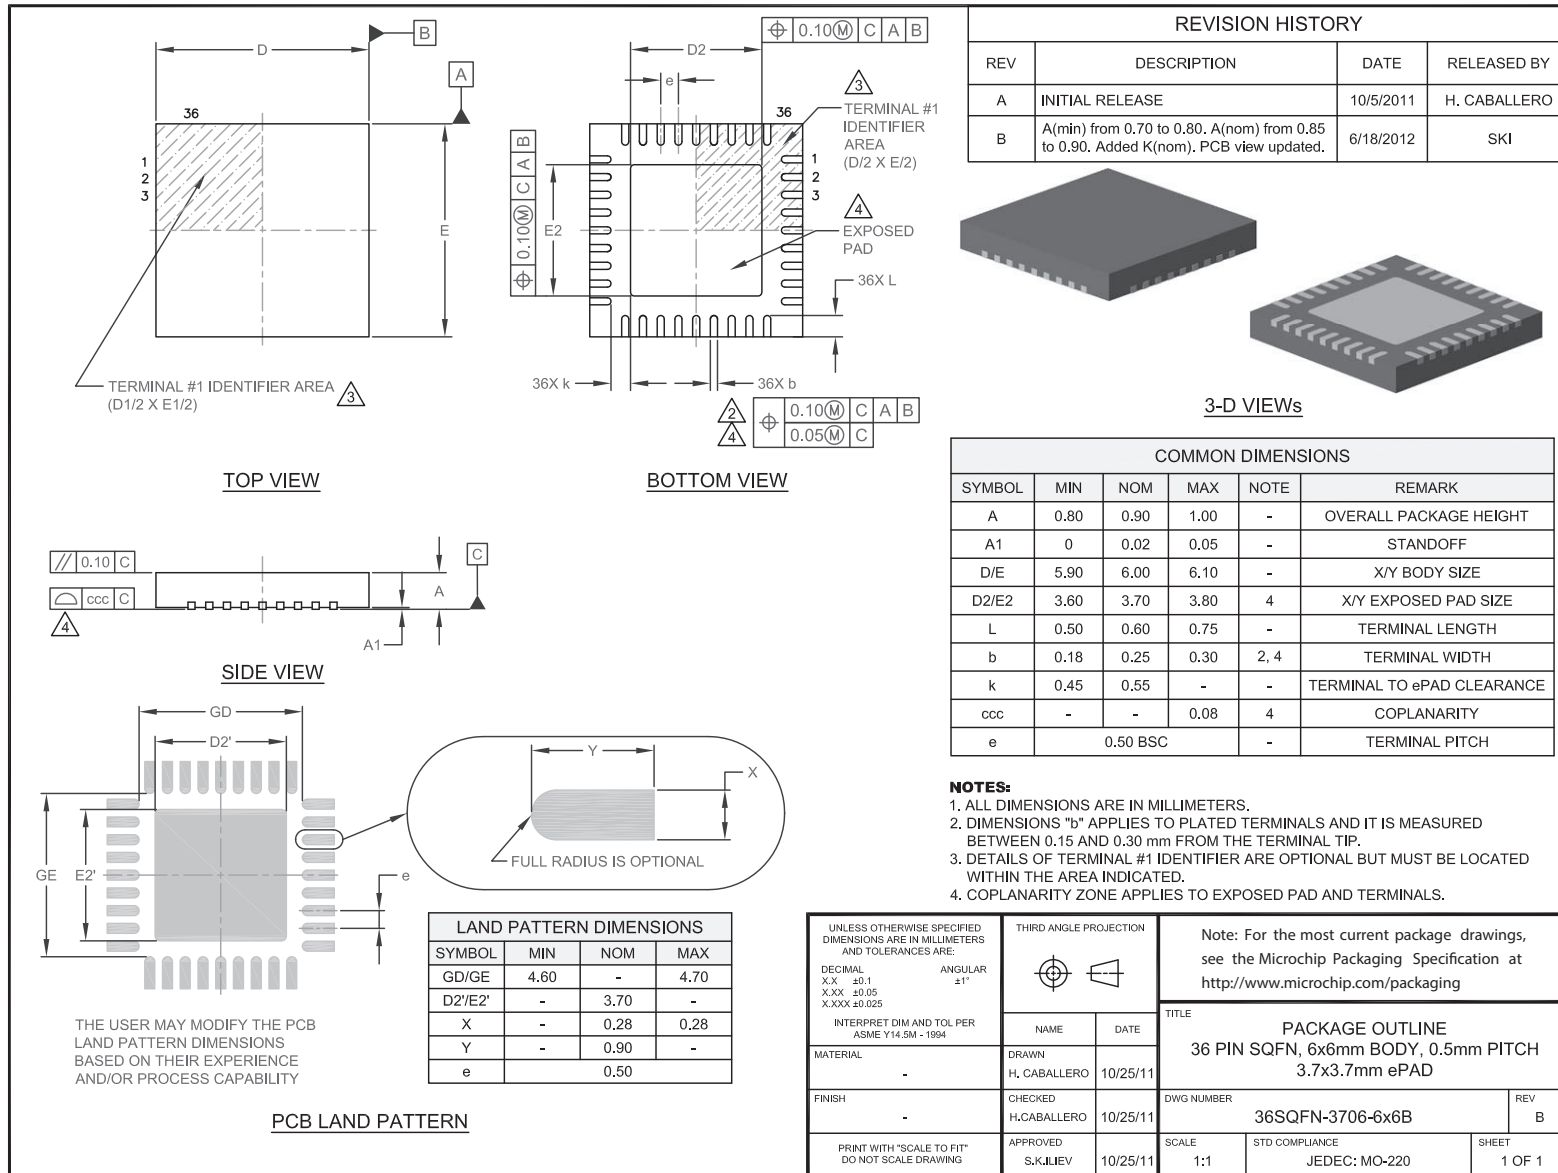 D
B
A
36
1
2
3
E
TERMINAL #1 IDENTIFIER AREA
(D1/2 X E1/2)
3
TOP VIEW
0.10 M C A B
D2
e
3
TERMINAL #1
IDENTIFIER
AREA
(D/2 X E/2)
36
1
2
3
0.10 M C A B
E2
4
EXPOSED
PAD
36X L
36X k
36X b
2
4
0.10 M C A B
0.05 M C
BOTTOM VIEW
REVISION HISTORY
REV DESCRIPTION DATE RELEASED BY
A INITIAL RELEASE 10/5/2011 H. CABALLERO
B A(min) from 0.70 to 0.80. A(nom) from 0.85
to 0.90. Added K(nom). PCB view updated. 6/18/2012 SKI
3-D VIEWs
// 0.10 C
ccc C
4
A
A1
C
SIDE VIEW
COMMON DIMENSIONS
SYMBOL MIN NOM MAX NOTE REMARK
A 0.80 0.90 1.00 - OVERALL PACKAGE HEIGHT
A1 0 0.02 0.05 - STANDOFF
D/E 5.90 6.00 6.10 - X/Y BODY SIZE
D2/E2 3.60 3.70 3.80 4 X/Y EXPOSED PAD SIZE
L 0.50 0.60 0.75 - TERMINAL LENGTH
b 0.18 0.25 0.30 2, 4 TERMINAL WIDTH
k 0.45 0.55 - - TERMINAL TO ePAD CLEARANCE
ccc - - 0.08 4 COPLANARITY
e 0.50 BSC - TERMINAL PITCH
NOTES:
1. ALL DIMENSIONS ARE IN MILLIMETERS.
2. DIMENSIONS "b" APPLIES TO PLATED TERMINALS AND IT IS MEASURED
BETWEEN 0.15 AND 0.30 mm FROM THE TERMINAL TIP.
3. DETAILS OF TERMINAL #1 IDENTIFIER ARE OPTIONAL BUT MUST BE LOCATED
WITHIN THE AREA INDICATED.
4. COPLANARITY ZONE APPLIES TO EXPOSED PAD AND TERMINALS.
GD
D2'
GE
E2'
e
Y
X
FULL RADIUS IS OPTIONAL
LAND PATTERN DIMENSIONS
SYMBOL MIN NOM MAX
GD/GE 4.60 - 4.70
D2'/E2' - 3.70 -
X - 0.28 0.28
Y - 0.90 -
e 0.50
THE USER MAY MODIFY THE PCB
LAND PATTERN DIMENSIONS
BASED ON THEIR EXPERIENCE
AND/OR PROCESS CAPABILITY
PCB LAND PATTERN
UNLESS OTHERWISE SPECIFIED
DIMENSIONS ARE IN MILLIMETERS
AND TOLERANCES ARE:
DECIMAL ANGULAR
X.X ±0.1 ±1°
X.XX ±0.05
X.XXX ±0.025
INTERPRET DIM AND TOL PER
ASME Y14.5M - 1994
MATERIAL
-
FINISH
-
PRINT WITH "SCALE TO FIT"
DO NOT SCALE DRAWING
THIRD ANGLE PROJECTION
NAME DATE
DRAWN
H. CABALLERO 10/25/11
CHECKED
H.CABALLERO 10/25/11
APPROVED
S.K.ILIEV 10/25/11
Note: For the most current package drawings,
see the Microchip Packaging Specification at
http://www.microchip.com/packaging
TITLE
PACKAGE OUTLINE
36 PIN SQFN, 6x6mm BODY, 0.5mm PITCH
3.7x3.7mm ePAD
DWG NUMBER
36SQFN-3706-6x6B
REV
B
SCALE
1:1
STD COMPLIANCE
JEDEC: MO-220
SHEET
1 OF 1